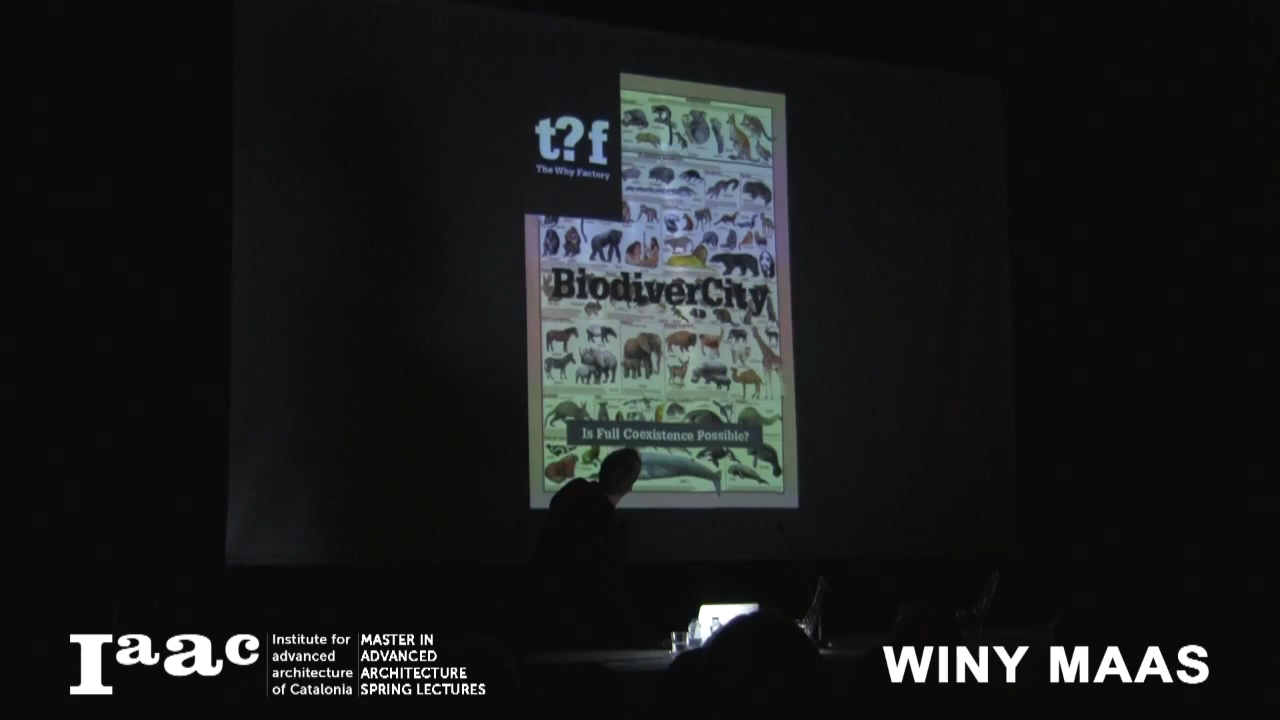 t?f
The Why Factory
BiodiverCity
Is Full Coexistence Possible?
Iaac
Institute for
advanced
architecture
of Catalonia
MASTER IN
ADVANCED
ARCHITECTURE
SPRING LECTURES
WINY MAAS